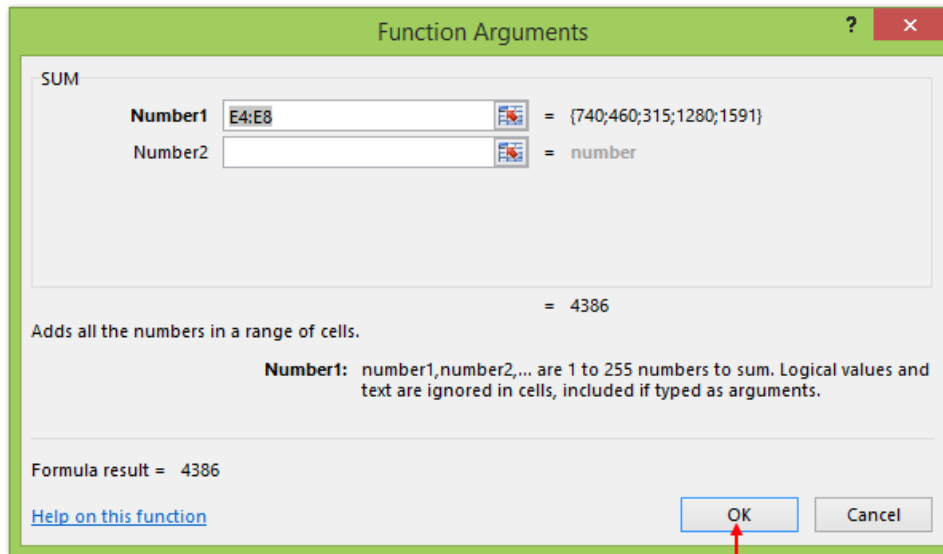 Function Arguments
? ×
SUM
Number1 E4:E8 = {740;460;315;1280;1591}
Number2 = number
= 4386
Adds all the numbers in a range of cells.
Number1: number1,number2,... are 1 to 255 numbers to sum. Logical values and
text are ignored in cells, included if typed as arguments.
Formula result = 4386
Help on this function
OK Cancel